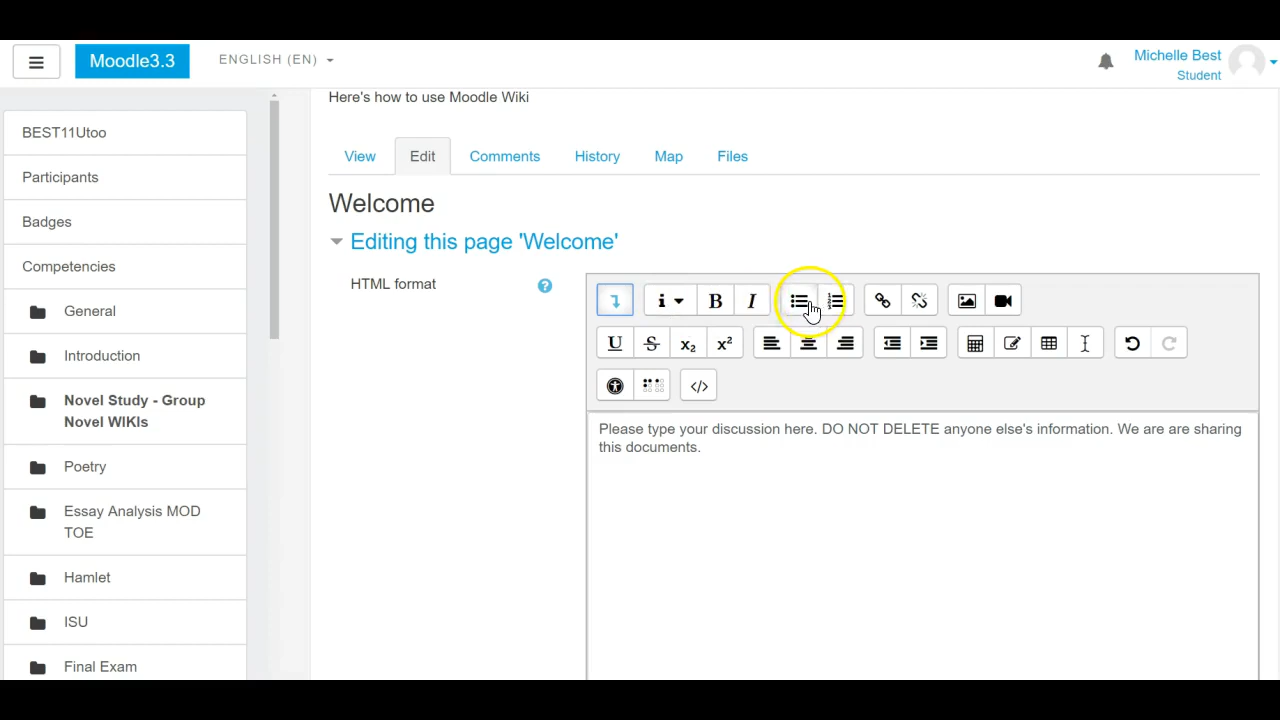 Moodle3.3
ENGLISH (EN)
Michelle Best
Student
BEST11Utoo
Participants
Badges
Competencies
General
Introduction
Novel Study - Group
Novel WIKIs
Poetry
Essay Analysis MOD
TOE
Hamlet
ISU
Final Exam
Here's how to use Moodle Wiki
View Edit Comments History Map Files
Welcome
Editing this page 'Welcome'
HTML format
Please type your discussion here. DO NOT DELETE anyone else's information. We are are sharing
this documents.